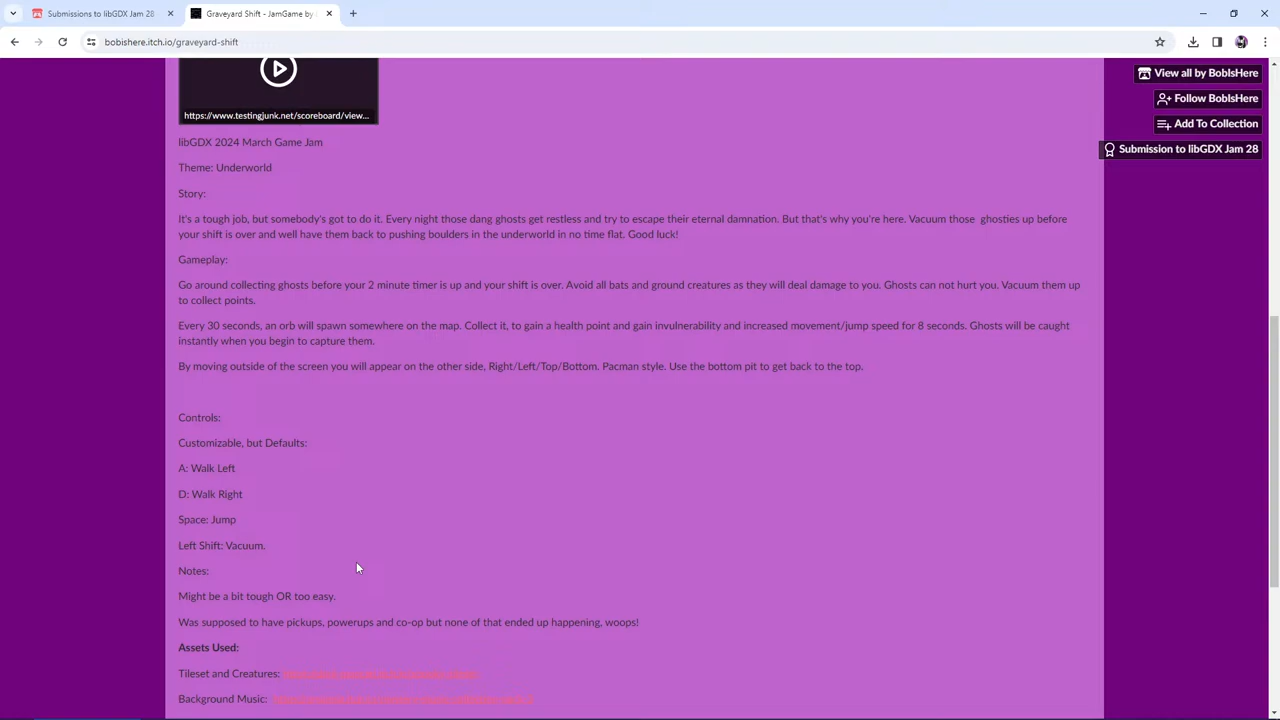 Submissions to libGDX Jam 28
Graveyard Shift - JamGame by
bobishere.itch.io/graveyard-shift
View all by BobIsHere
Follow BobIsHere
Add To Collection
Submission to libGDX Jam 28
https://www.testingjunk.net/scoreboard/view...
libGDX 2024 March Game Jam
Theme: Underworld
Story:
It's a tough job, but somebody's got to do it. Every night those dang ghosts get restless and try to escape their eternal damnation. But that's why you're here. Vacuum those  ghosties up before
your shift is over and well have them back to pushing boulders in the underworld in no time flat. Good luck!
Gameplay:
Go around collecting ghosts before your 2 minute timer is up and your shift is over. Avoid all bats and ground creatures as they will deal damage to you. Ghosts can not hurt you. Vacuum them up
to collect points.
Every 30 seconds, an orb will spawn somewhere on the map. Collect it, to gain a health point and gain invulnerability and increased movement/jump speed for 8 seconds. Ghosts will be caught
instantly when you begin to capture them.
By moving outside of the screen you will appear on the other side, Right/Left/Top/Bottom. Pacman style. Use the bottom pit to get back to the top.
Controls:
Customizable, but Defaults:
A: Walk Left
D: Walk Right
Space: Jump
Left Shift: Vacuum.
Notes:
Might be a bit tough OR too easy.
Was supposed to have pickups, powerups and co-op but none of that ended up happening, woops!
Assets Used:
Tileset and Creatures:
Background Music: